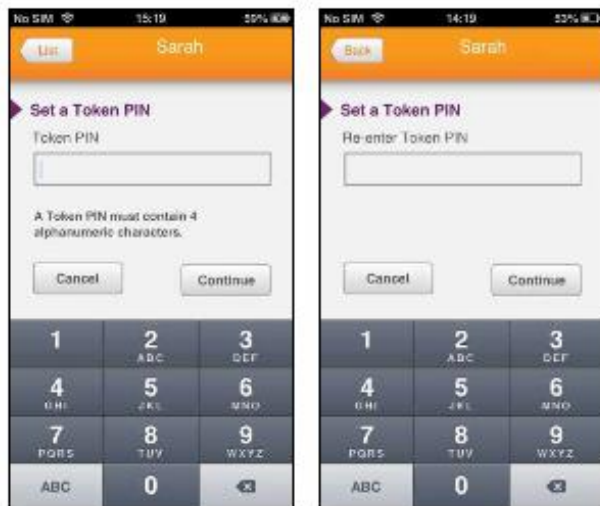 No SIM 15:19 59%
List Sarah
Set a Token PIN
Token PIN
A Token PIN must contain 4
alphanumeric characters.
Cancel Continue
1 2 3
ABC DEF
4 5 6
GHI JKL MNO
7 8 9
PQRS TUV WXYZ
ABC 0
No SIM 14:19 53%
Back Sarah
Set a Token PIN
Re-enter Token PIN
Cancel Continue
1 2 3
ABC DEF
4 5 6
GHI JKL MNO
7 8 9
PQRS TUV WXYZ
ABC 0